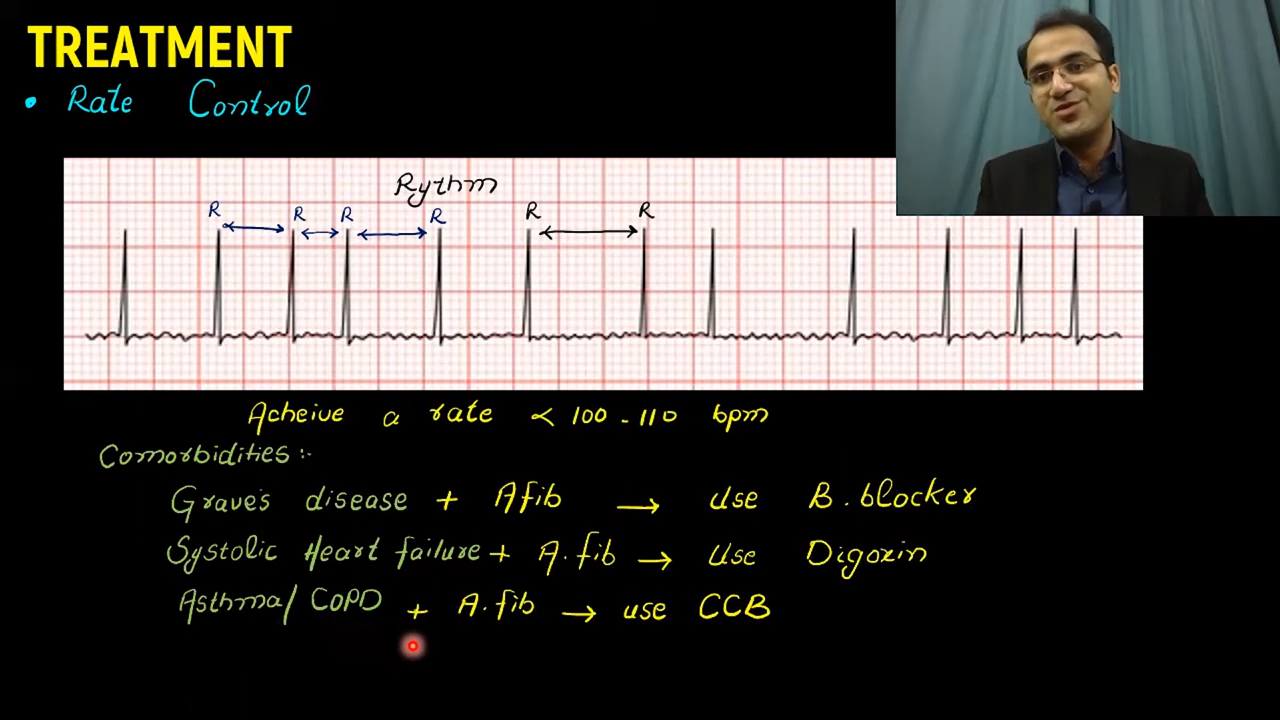 TREATMENT
• Rate Control
Rythm
R R R R R R
Acheive a rate < 100 - 110 bpm
Comorbidities :-
Graves disease + Afib → use B. blocker
Systolic Heart failure + A. fib → Use Digoxin
Asthma/ COPD + A. fib → use CCB